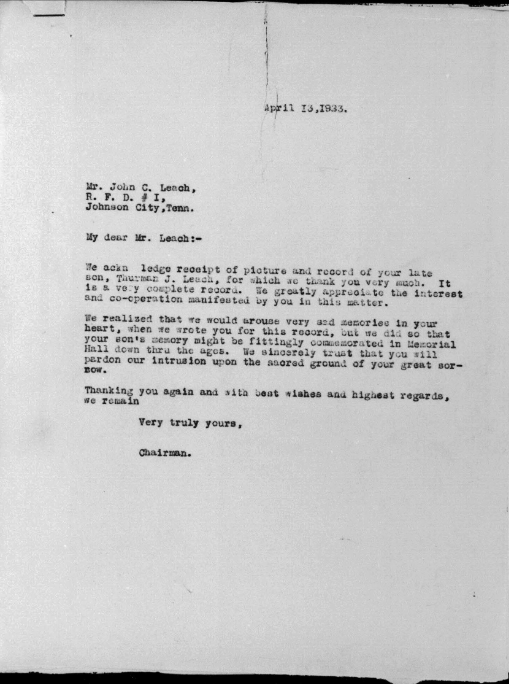 April 13,1933.
Mr. John C. Leach,
R. F. D. # I,
Johnson City,Tenn.
My dear Mr. Leach:-
We ackn ledge receipt of picture and record of your late
son, Thurman J. Leach, for which we thank you very much. It
is a very complete record. We greatly appreciate the interest
and co-operation manifested by you in this matter.
We realized that we would arouse very sad memories in your
heart, when we wrote you for this record, but we did so that
your son's memory might be fittingly commemorated in Memorial
Hall down thru the ages. We sincerely trust that you will
pardon our intrusion upon the sacred ground of your great sor-
row.
Thanking you again and with best wishes and highest regards,
we remain
Very truly yours,
Chairman.